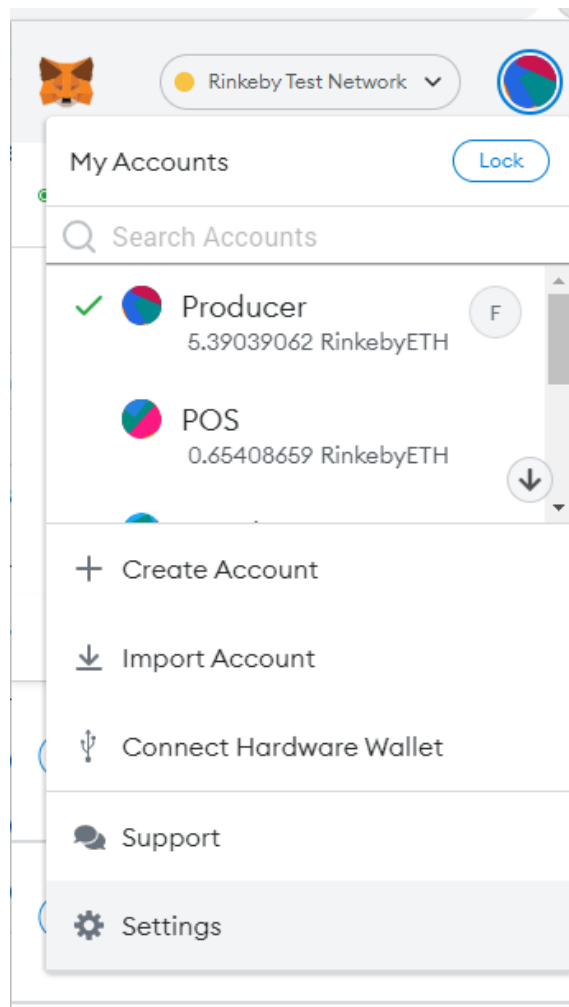 Rinkeby Test Network
My Accounts
Lock
Search Accounts
Producer
F
5.39039062 RinkebyETH
POS
0.65408659 RinkebyETH
Create Account
Import Account
Connect Hardware Wallet
Support
Settings